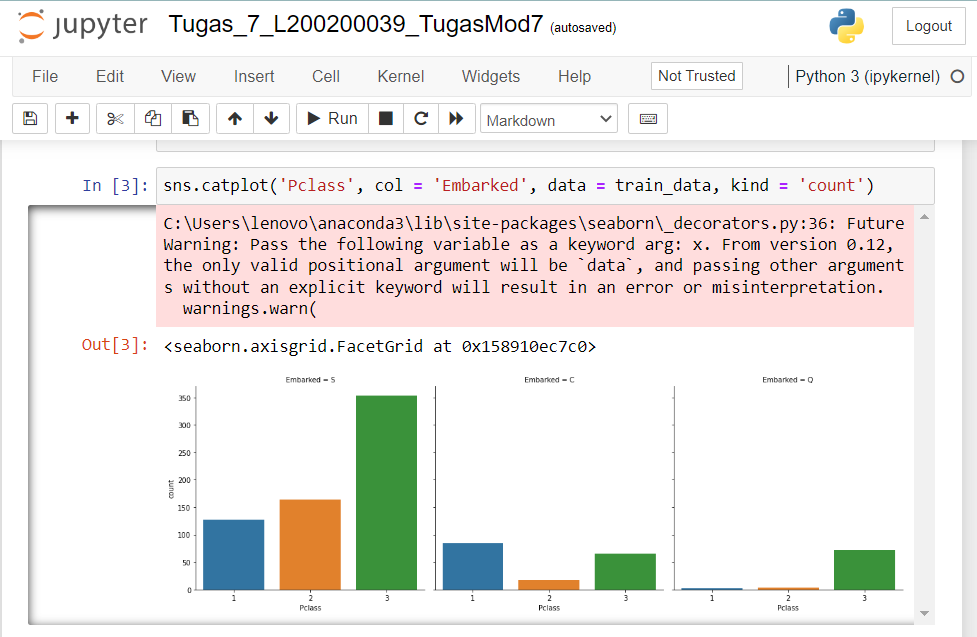 jupyter Tugas_7_L200200039_TugasMod7 (autosaved) Logout
File Edit View Insert Cell Kernel Widgets Help Not Trusted Python 3 (ipykernel)
Run Markdown
In [3]: sns.catplot('Pclass', col = 'Embarked', data = train_data, kind = 'count')
C:\Users\lenovo\anaconda3\lib\site-packages\seaborn\_decorators.py:36: Future
Warning: Pass the following variable as a keyword arg: x. From version 0.12,
the only valid positional argument will be `data`, and passing other argument
s without an explicit keyword will result in an error or misinterpretation.
warnings.warn(
Out[3]: <seaborn.axisgrid.FacetGrid at 0x158910ec7c0>
Embarked = S Embarked = C Embarked = Q
350
300
250
200
count
150
100
50
0
1 2 3 1 2 3 1 2 3
Pclass Pclass Pclass